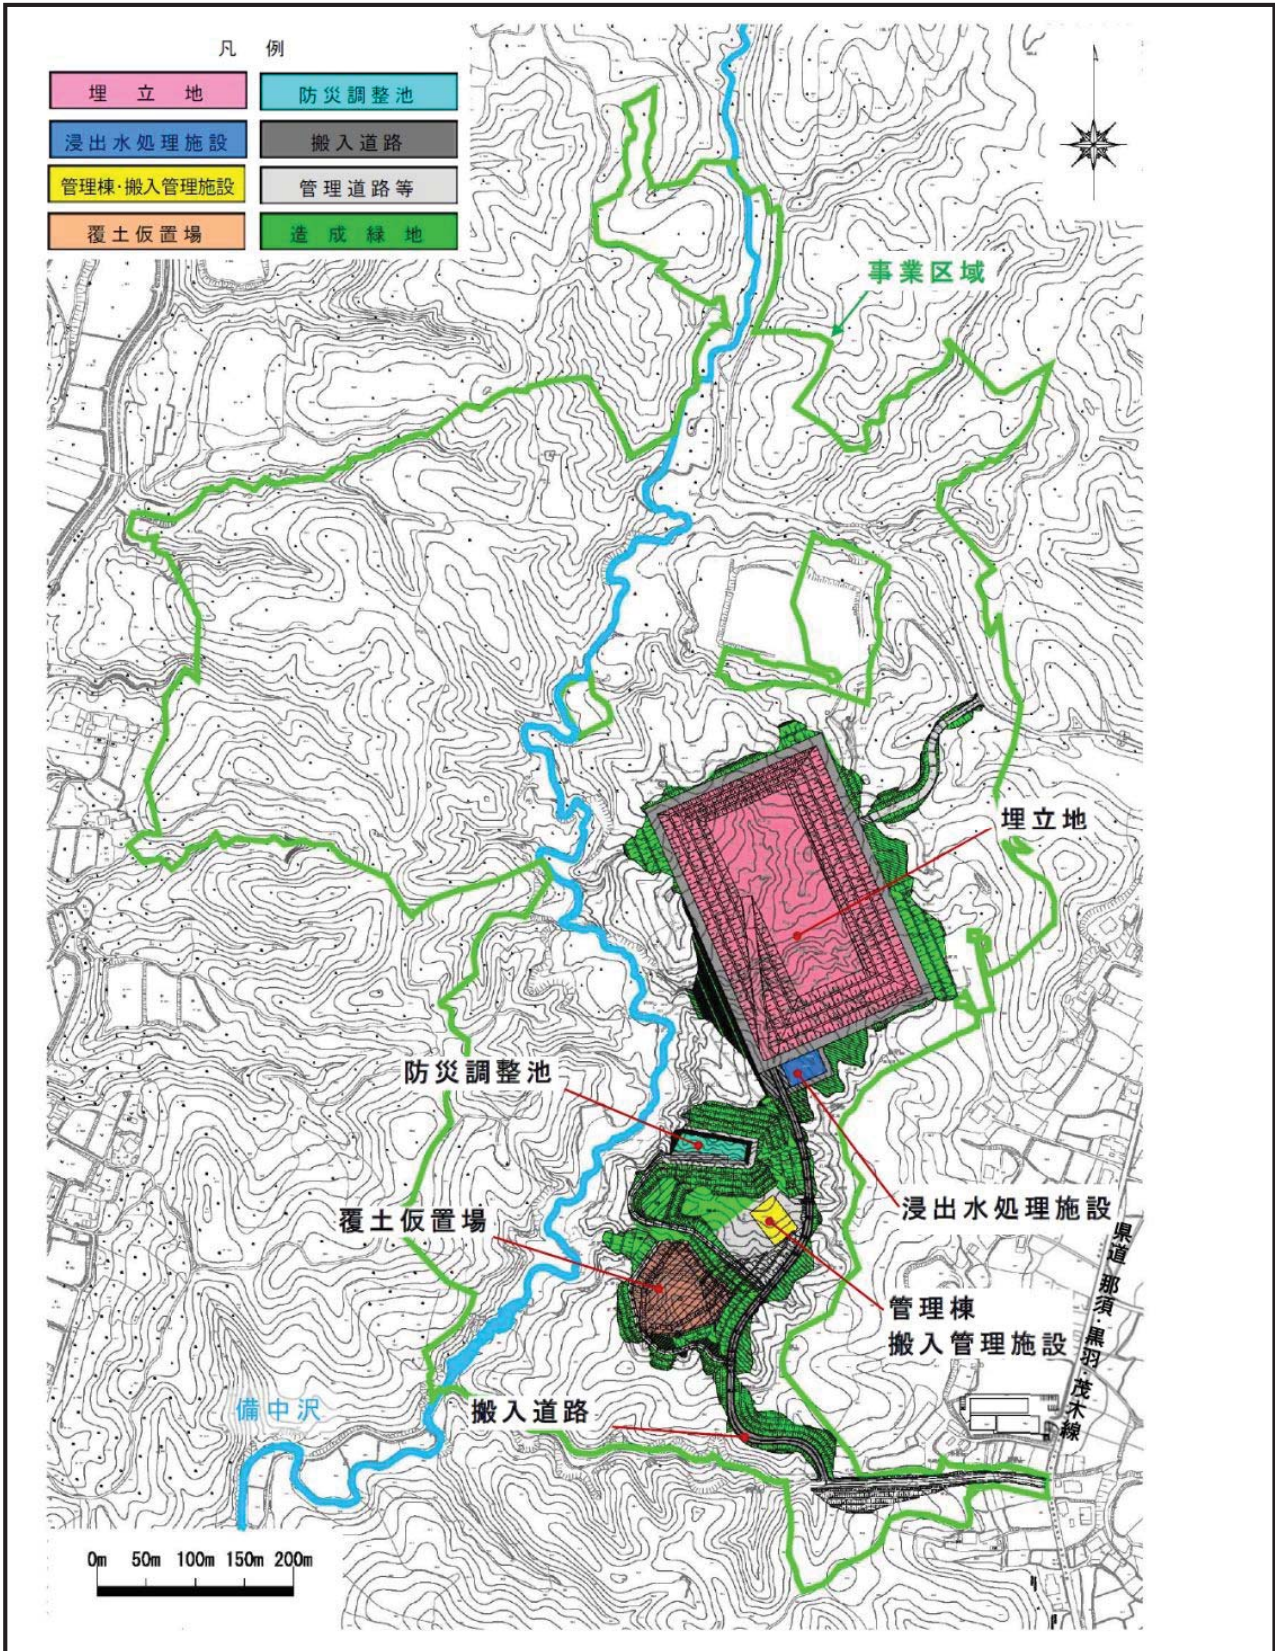 凡 例
埋 立 地
防災調整池
浸出水処理施設
搬入道路
管理棟･搬入管理施設
管理道路等
覆土仮置場
造 成 緑 地
事業区域
埋立地
防災調整池
覆土仮置場
浸出水処理施設
管理棟
搬入管理施設
県道 那須･黒羽･茂木線
備中沢
搬入道路
0m 50m 100m 150m 200m